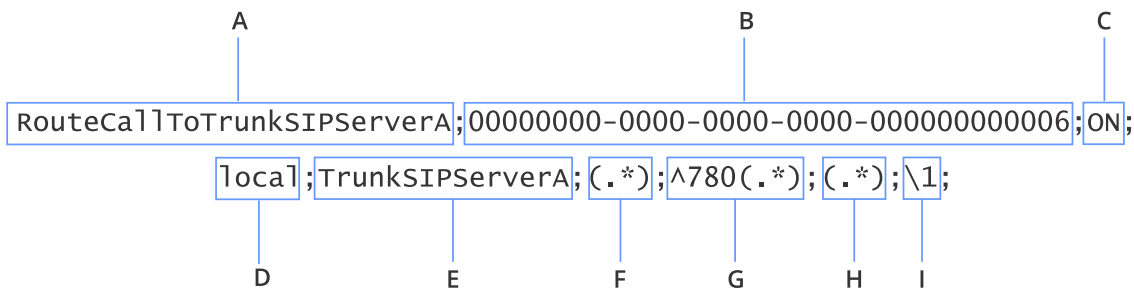 A B C
RouteCallToTrunkSIPServerA;00000000-0000-0000-0000-000000000006;ON;
local;TrunkSIPServerA;(.*);^780(.*);(.*);\1;
D E F G H I